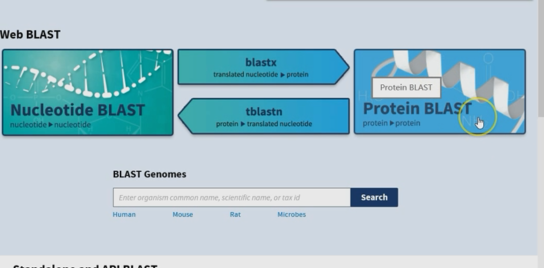 Web BLAST
blastx
translated nucleotide ▶ protein
Nucleotide BLAST
nucleotide ▶ nucleotide
tblastn
protein ▶ translated nucleotide
Protein BLAST
Protein BLAST
protein ▶ protein
BLAST Genomes
Enter organism common name, scientific name, or tax id
Search
Human Mouse Rat Microbes
Standalone and API BLAST